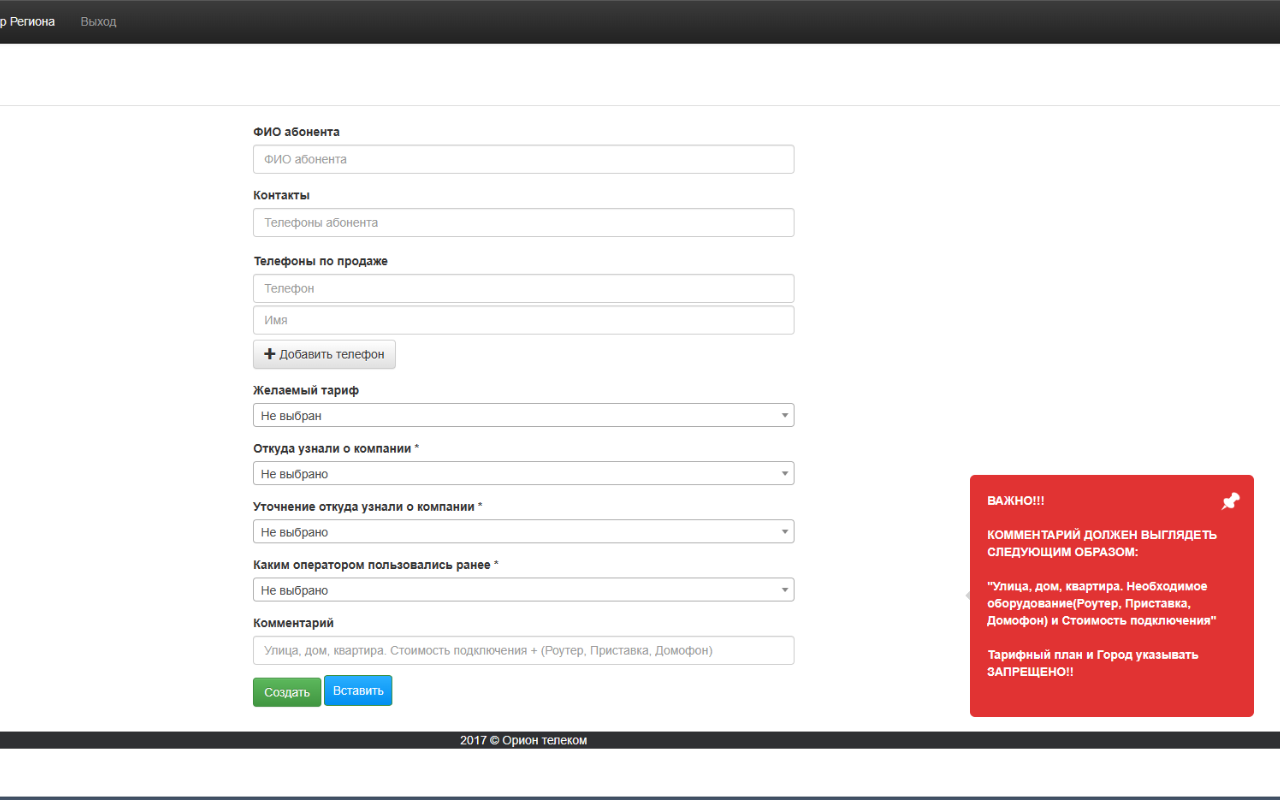 р Региона Выход
ФИО абонента
ФИО абонента
Контакты
Телефоны абонента
Телефоны по продаже
Телефон
Имя
Добавить телефон
Желаемый тариф
Не выбран
Откуда узнали о компании *
Не выбрано
Уточнение откуда узнали о компании *
Не выбрано
Каким оператором пользовались ранее *
Не выбрано
Комментарий
Улица, дом, квартира. Стоимость подключения + (Роутер, Приставка, Домофон)
Создать Вставить
ВАЖНО!!!
КОММЕНТАРИЙ ДОЛЖЕН ВЫГЛЯДЕТЬ
СЛЕДУЮЩИМ ОБРАЗОМ:
"Улица, дом, квартира. Необходимое
оборудование(Роутер, Приставка,
Домофон) и Стоимость подключения"
Тарифный план и Город указывать
ЗАПРЕЩЕНО!!
2017 © Орион телеком